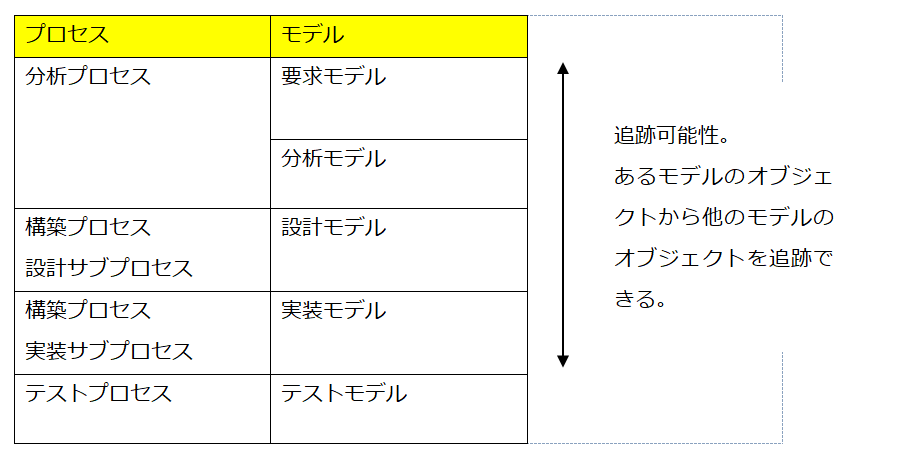 プロセス モデル
分析プロセス 要求モデル
分析モデル
構築プロセス 設計モデル
設計サブプロセス
構築プロセス 実装モデル
実装サブプロセス
テストプロセス テストモデル
追跡可能性。
あるモデルのオブジェ
クトから他のモデルの
オブジェクトを追跡で
きる。